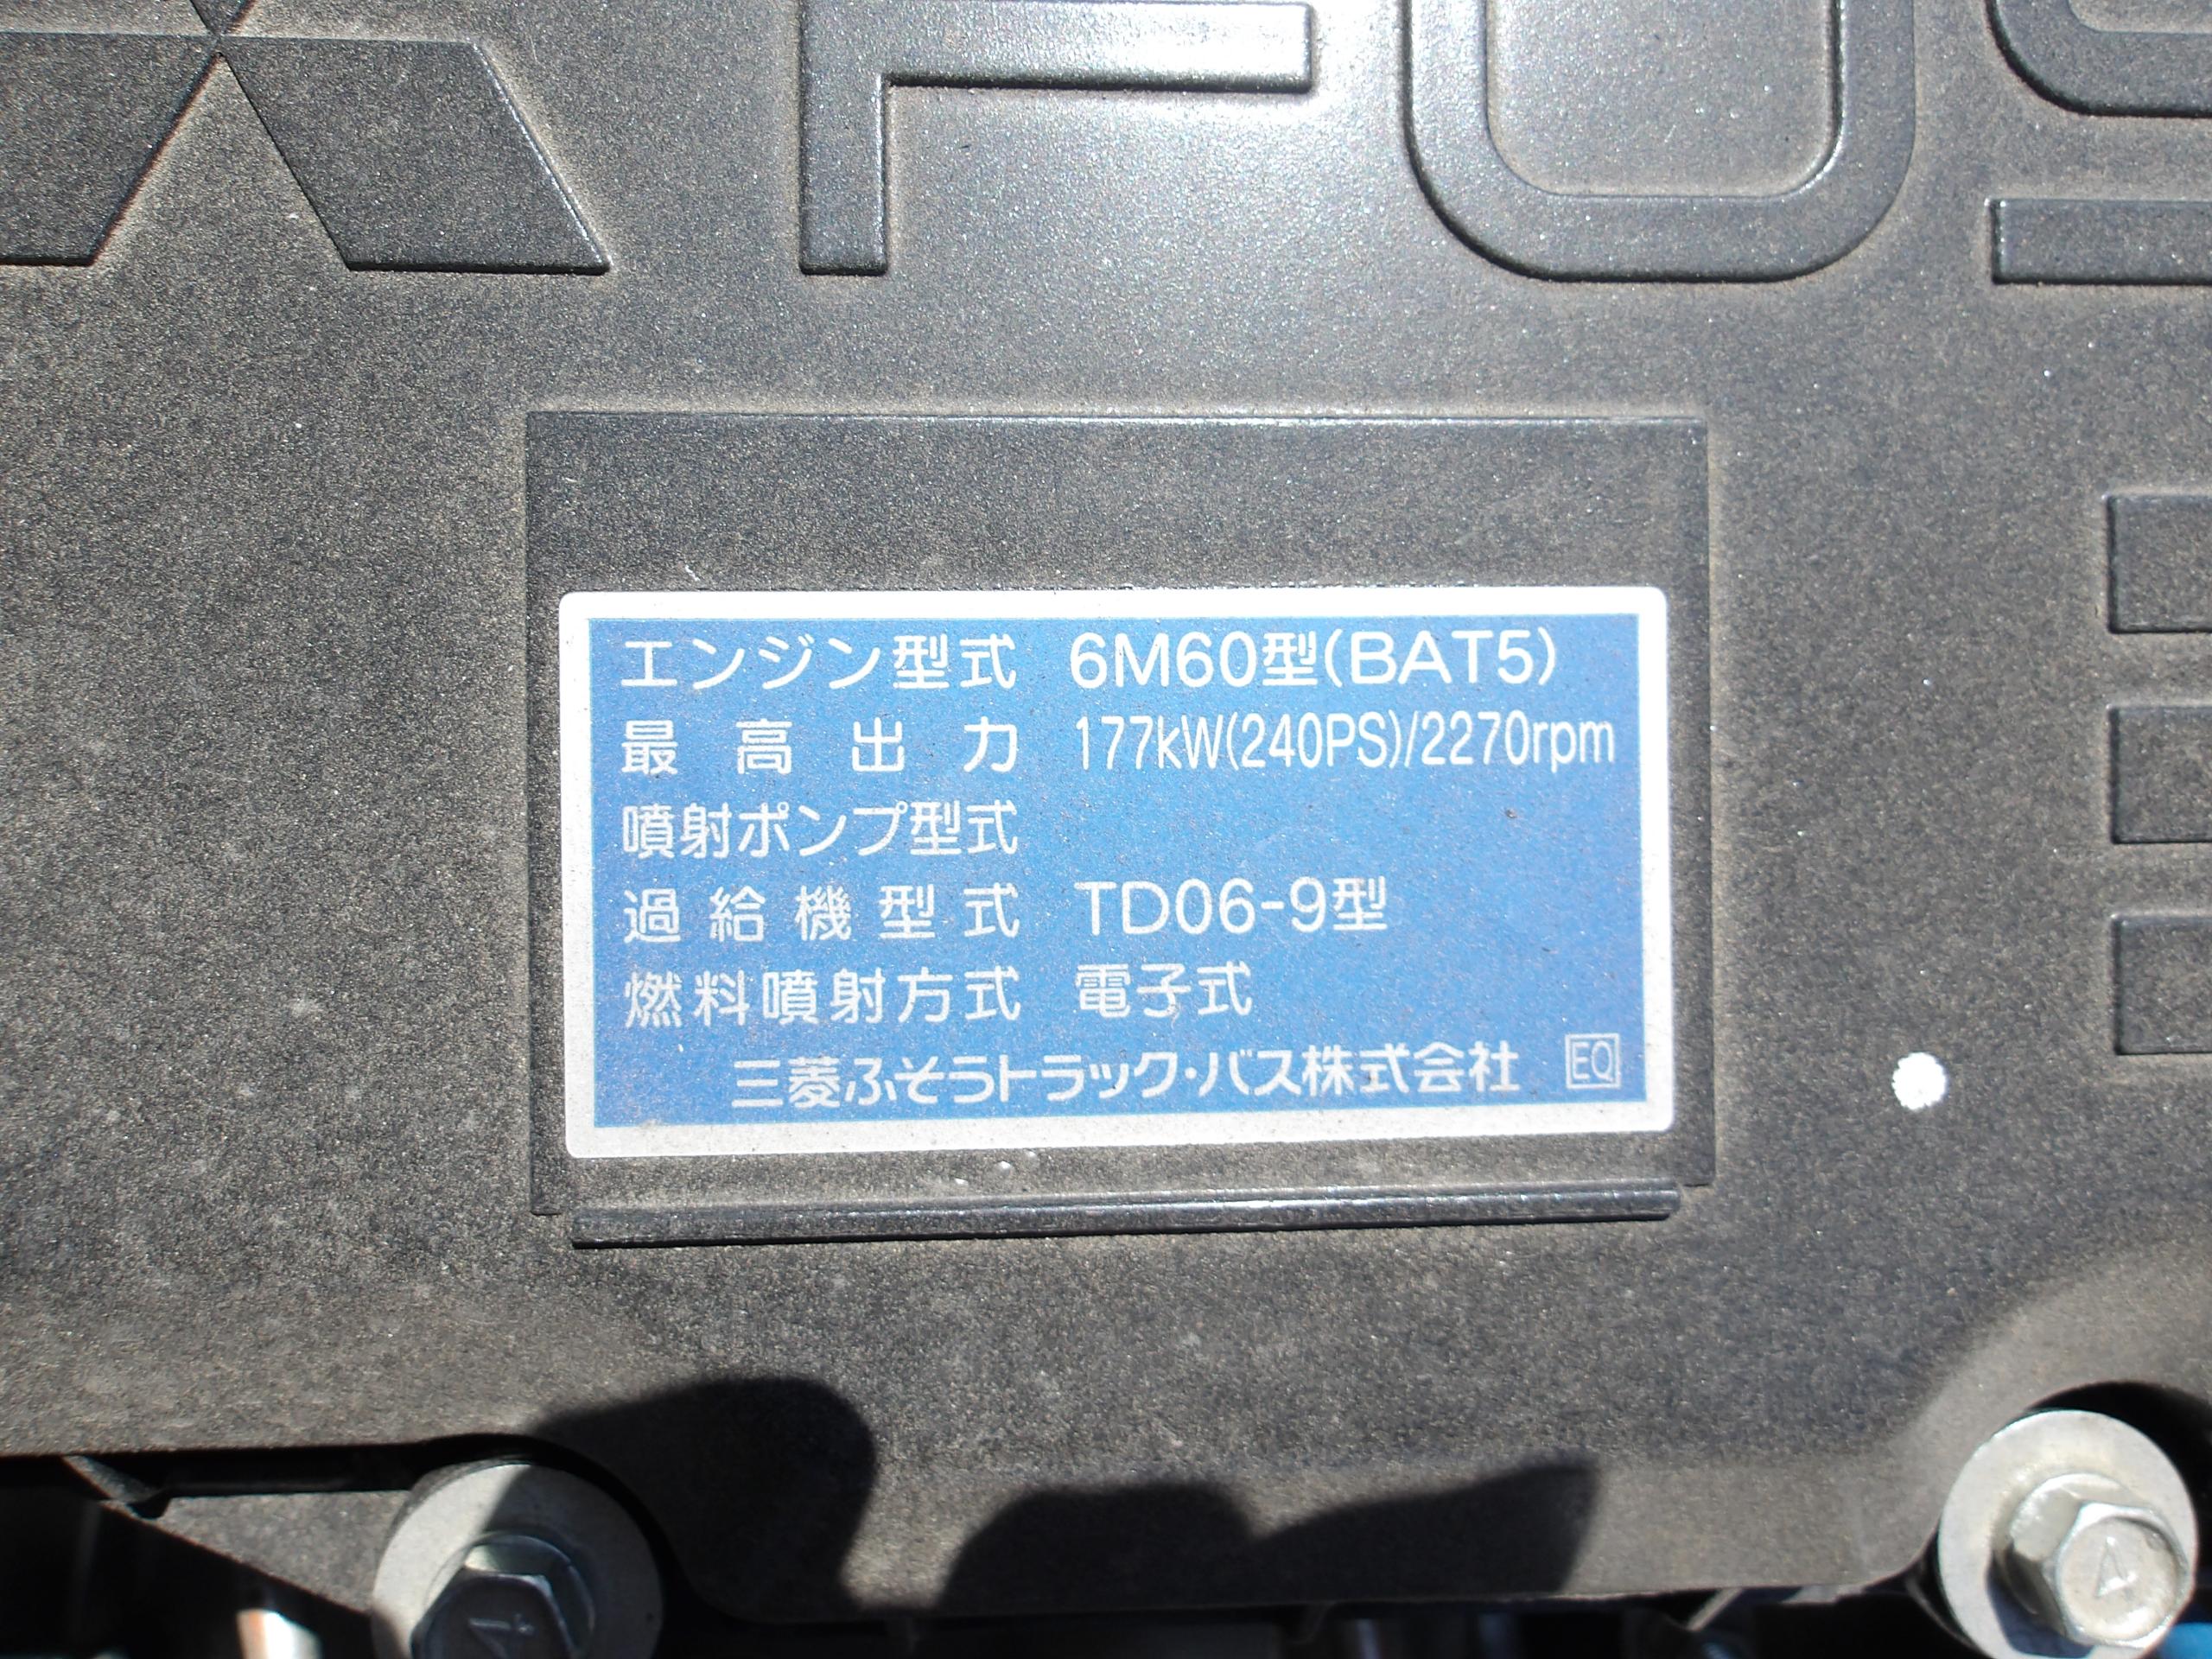 FUS
エンジン型式 6M60型(BAT5)
最高出力 177kW(240PS)/2270rpm
噴射ポンプ型式
過給機型式 TD06-9型
燃料噴射方式 電子式
三菱ふそうトラック・バス株式会社 EQ
4